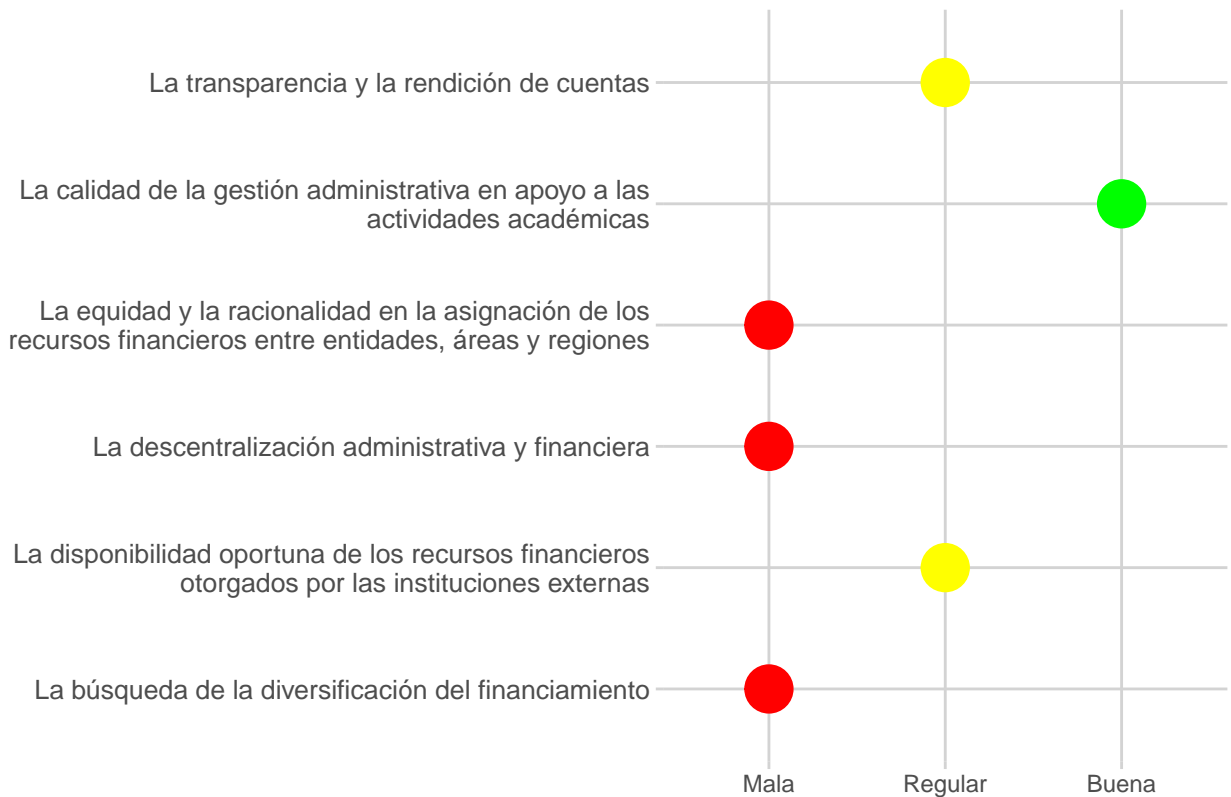 La transparencia y la rendición de cuentas
La calidad de la gestión administrativa en apoyo a las
actividades académicas
La equidad y la racionalidad en la asignación de los
recursos financieros entre entidades, áreas y regiones
La descentralización administrativa y financiera
La disponibilidad oportuna de los recursos financieros
otorgados por las instituciones externas
La búsqueda de la diversificación del financiamiento
Mala
Regular
Buena